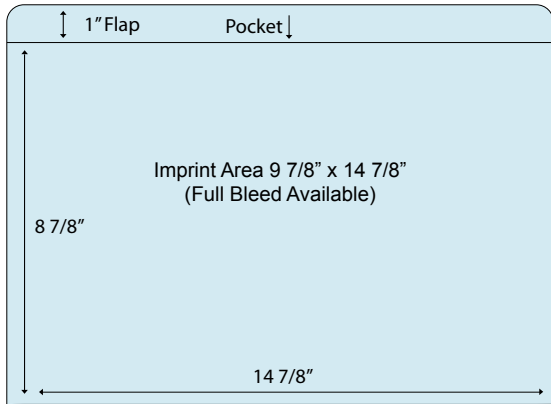 1” Flap
Pocket
Imprint Area 9 7/8” x 14 7/8”
(Full Bleed Available)
8 7/8”
14 7/8”